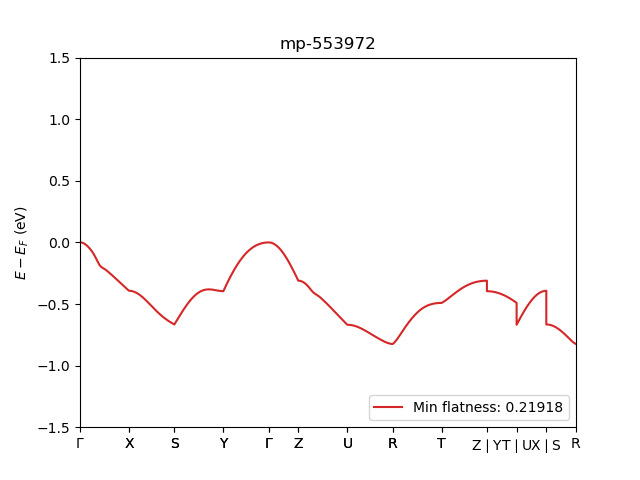 mp-553972
1.5
1.0
0.5
0.0
−0.5
−1.0
−1.5
E − E_F (eV)
Min flatness: 0.21918
Γ X S Y Γ Z U R T Z | YT | UX | S R